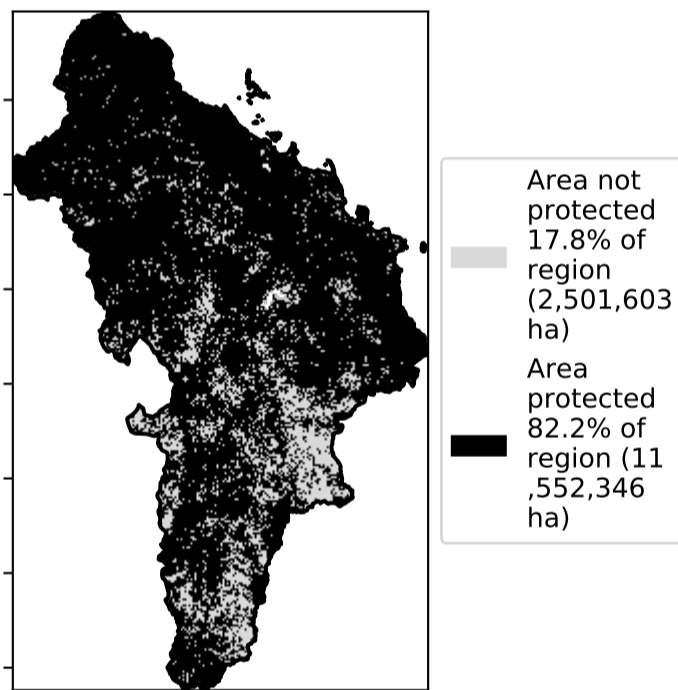 Area not
protected
17.8% of
region
(2,501,603
ha)
Area
protected
82.2% of
region (11
,552,346
ha)